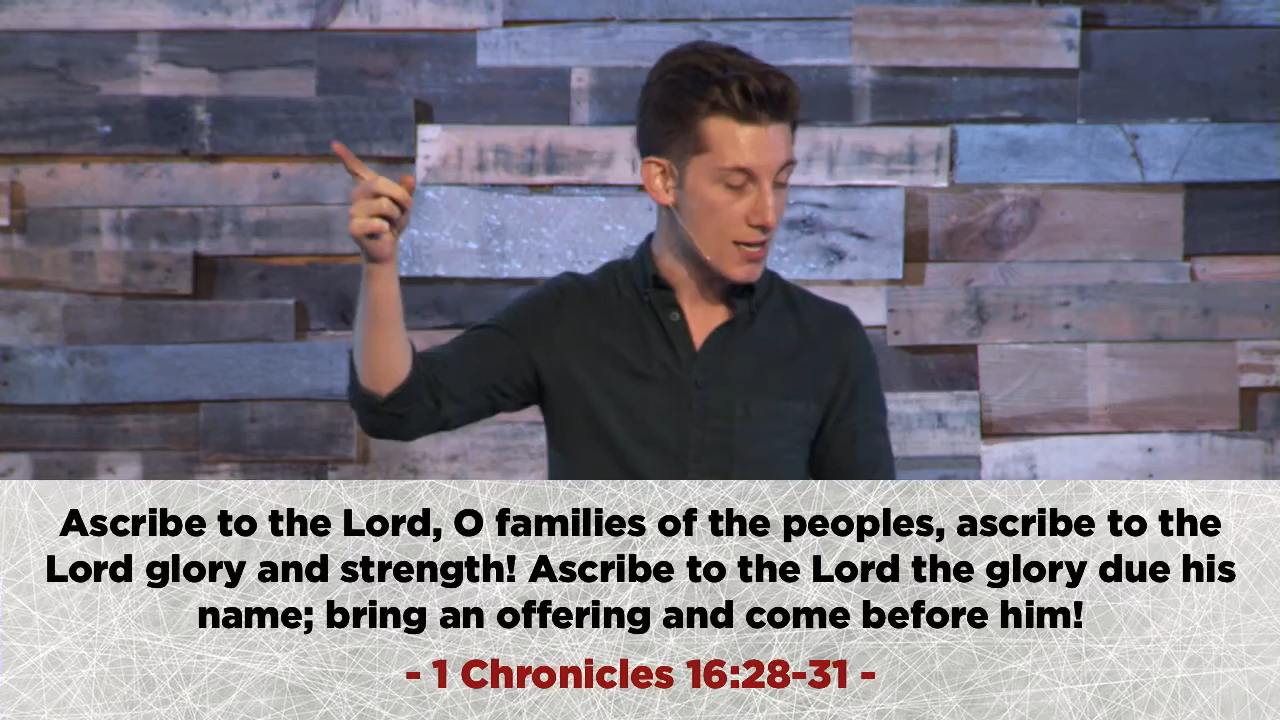 Ascribe to the Lord, O families of the peoples, ascribe to the
Lord glory and strength! Ascribe to the Lord the glory due his
name; bring an offering and come before him!
- 1 Chronicles 16:28-31 -